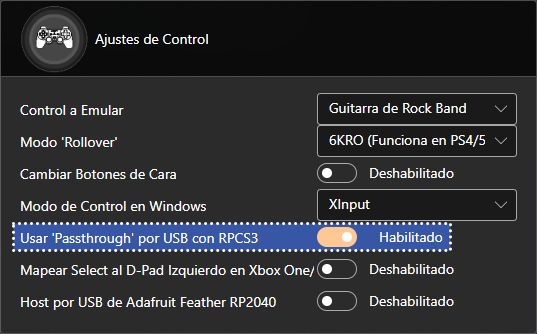 Ajustes de Control
Control a Emular Guitarra de Rock Band
Modo 'Rollover' 6KRO (Funciona en PS4/5
Cambiar Botones de Cara Deshabilitado
Modo de Control en Windows XInput
Usar 'Passthrough' por USB con RPCS3 Habilitado
Mapear Select al D-Pad Izquierdo en Xbox One/ Deshabilitado
Host por USB de Adafruit Feather RP2040 Deshabilitado